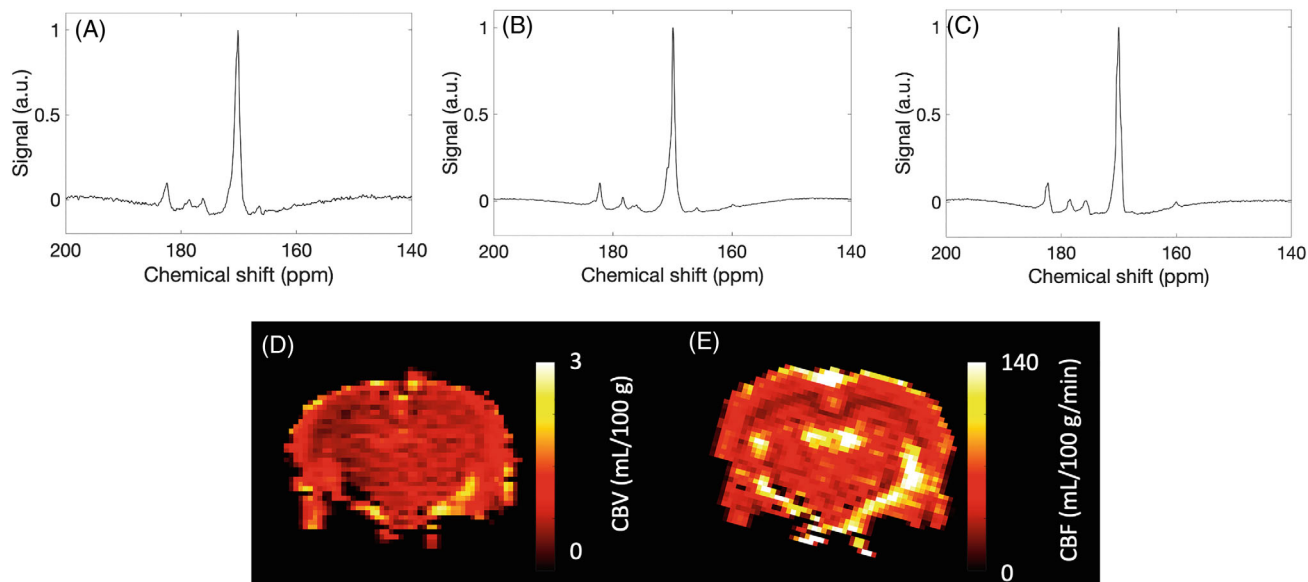 (A)
1
0.5
0
Signal (a.u.)
200 180 160 140
Chemical shift (ppm)
(B)
1
0.5
0
Signal (a.u.)
200 180 160 140
Chemical shift (ppm)
(C)
1
0.5
0
Signal (a.u.)
200 180 160 140
Chemical shift (ppm)
(D)
3
0
CBV (mL/100 g)
(E)
140
0
CBF (mL/100 g/min)